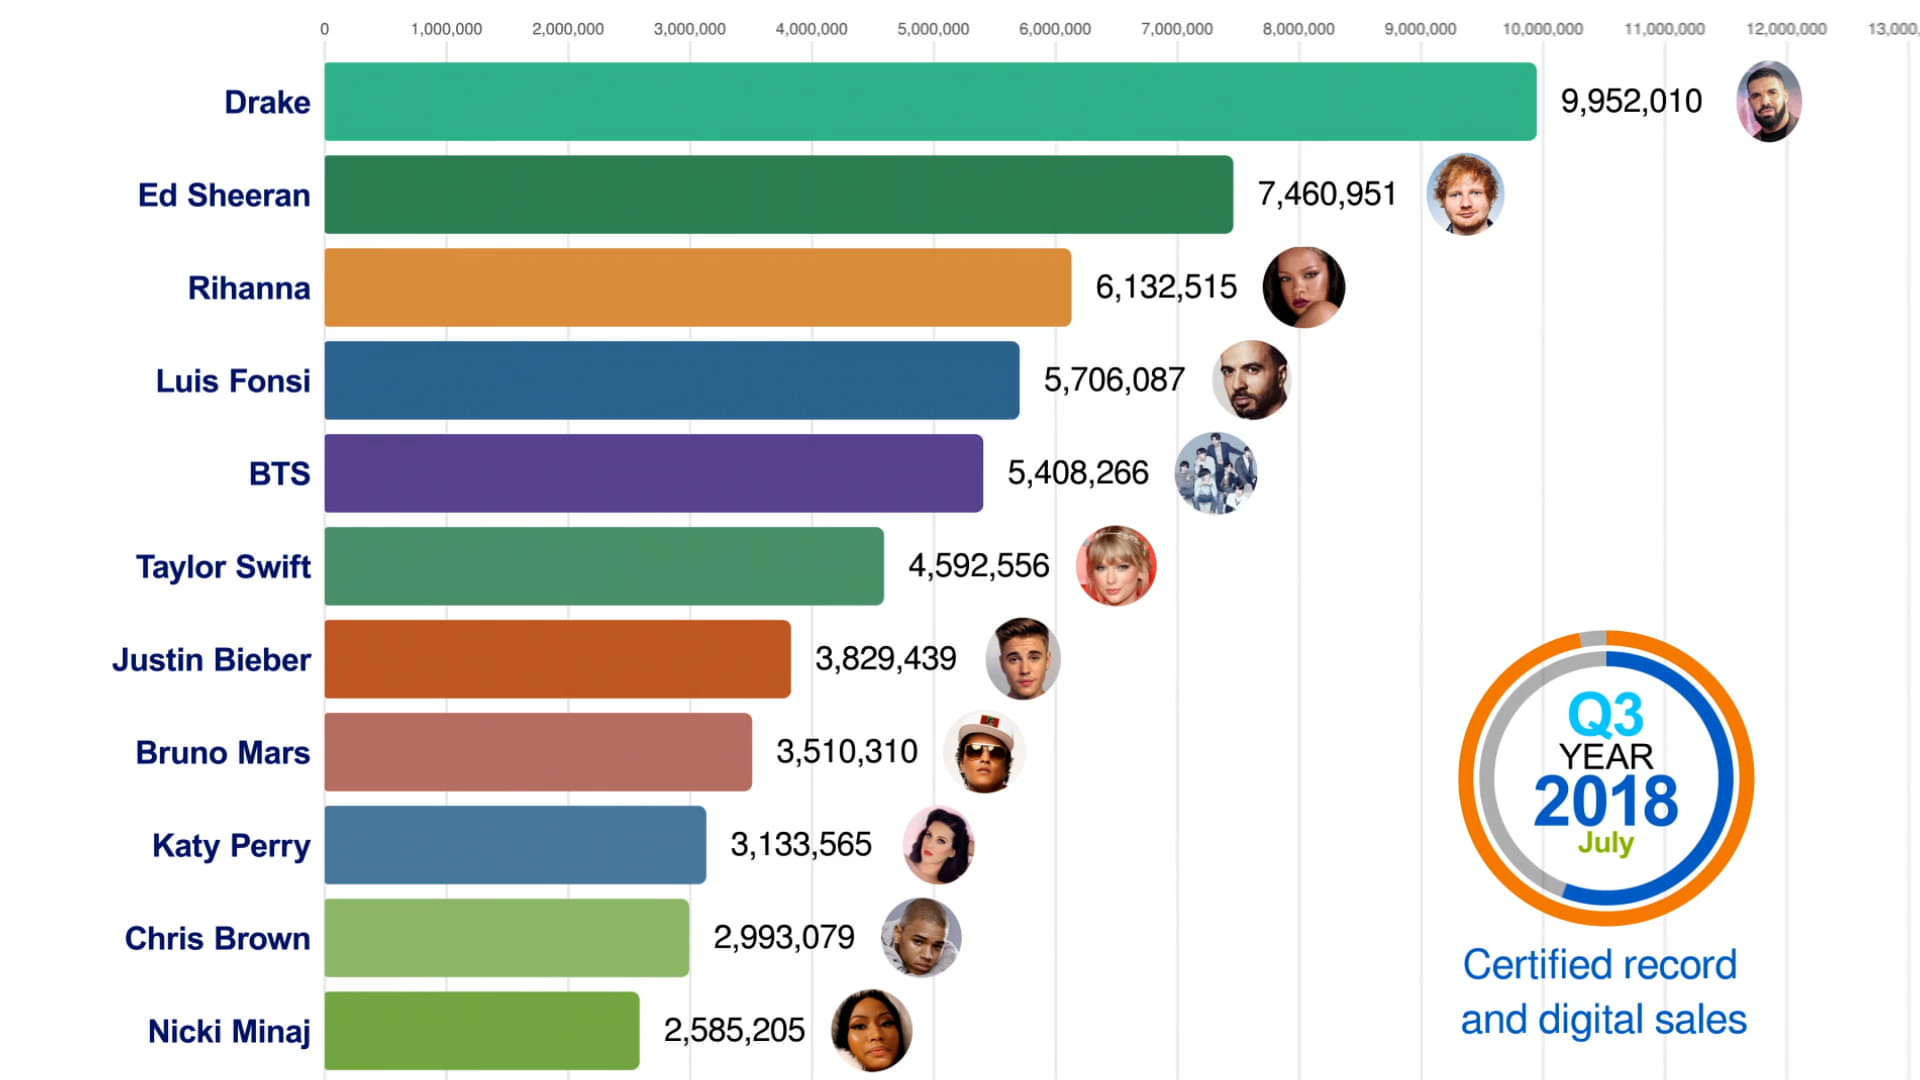 0 1,000,000 2,000,000 3,000,000 4,000,000 5,000,000 6,000,000 7,000,000 8,000,000 9,000,000 10,000,000 11,000,000 12,000,000 13,000,
Drake 9,952,010
Ed Sheeran 7,460,951
Rihanna 6,132,515
Luis Fonsi 5,706,087
BTS 5,408,266
Taylor Swift 4,592,556
Justin Bieber 3,829,439
Bruno Mars 3,510,310
Katy Perry 3,133,565
Chris Brown 2,993,079
Nicki Minaj 2,585,205
Q3
YEAR
2018
July
Certified record
and digital sales